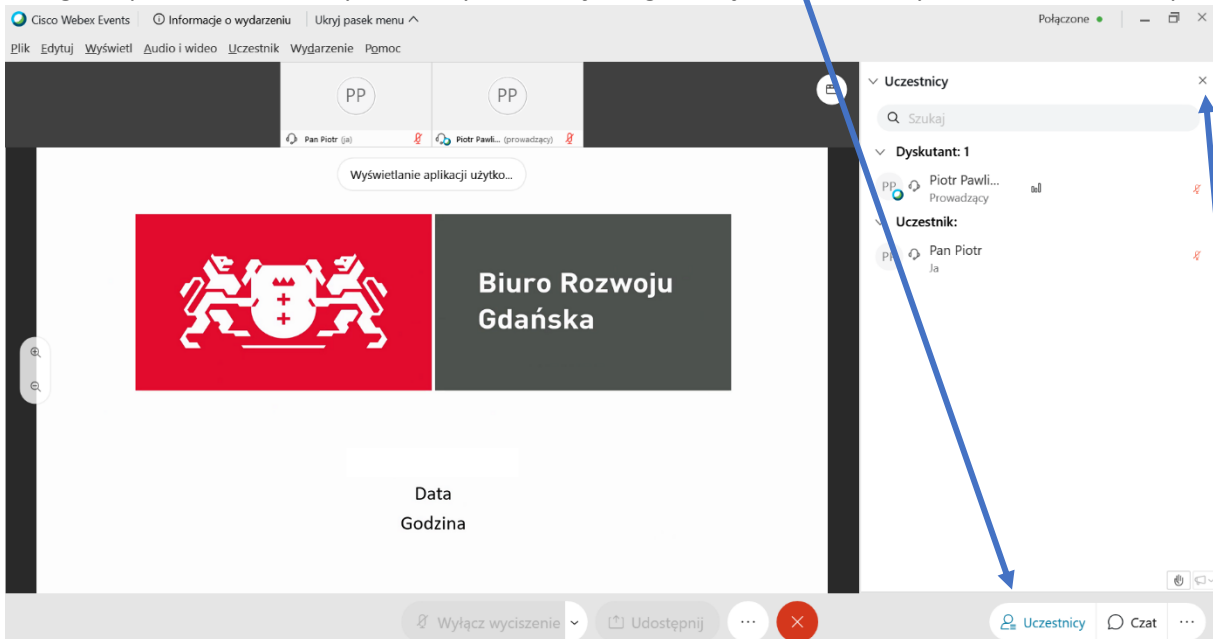 Cisco Webex Events Informacje o wydarzeniu Ukryj pasek menu Połączone
Plik Edytuj Wyświetl Audio i wideo Uczestnik Wydarzenie Pomoc
PP PP
Pan Piotr (ja) Piotr Pawli... (prowadzący)
Wyświetlanie aplikacji użytko...
Biuro Rozwoju
Gdańska
Data
Godzina
Uczestnicy
Szukaj
Dyskutant: 1
PP Piotr Pawli...
Prowadzący
Uczestnik:
PP Pan Piotr
Ja
Wyłącz wyciszenie Udostępnij ... Uczestnicy Czat ...